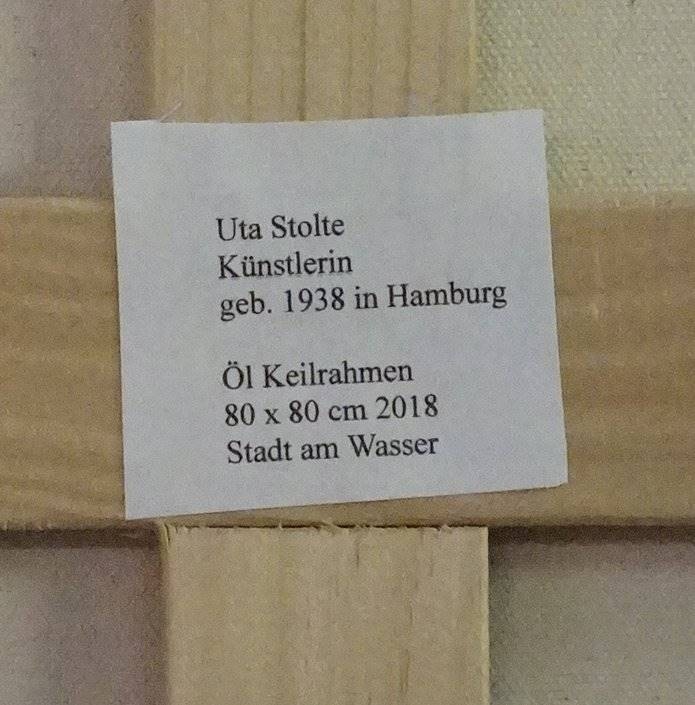 Uta Stolte
Künstlerin
geb. 1938 in Hamburg
Öl Keilrahmen
80 x 80 cm 2018
Stadt am Wasser